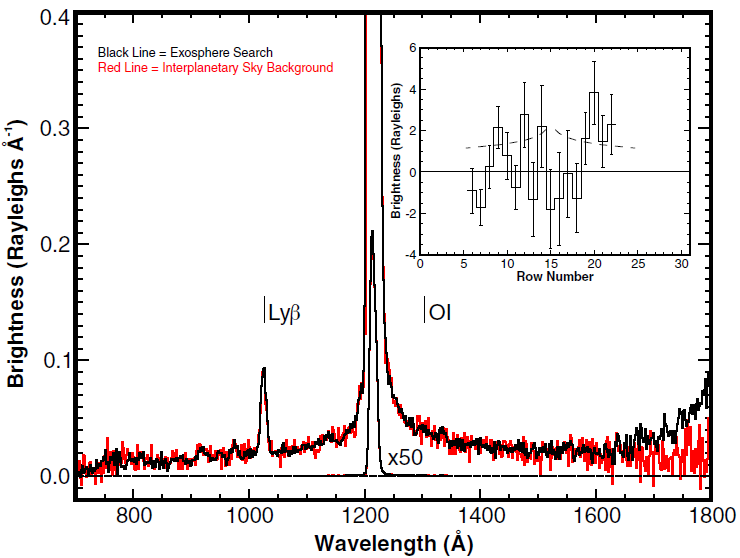 0.4
0.3
0.2
0.1
0.0
Brightness (Rayleighs Å-1)
Black Line = Exosphere Search
Red Line = Interplanetary Sky Background
Lyβ
OI
x50
6
4
2
0
-2
-4
Brightness (Rayleighs)
0 5 10 15 20 25 30
Row Number
800 1000 1200 1400 1600 1800
Wavelength (Å)